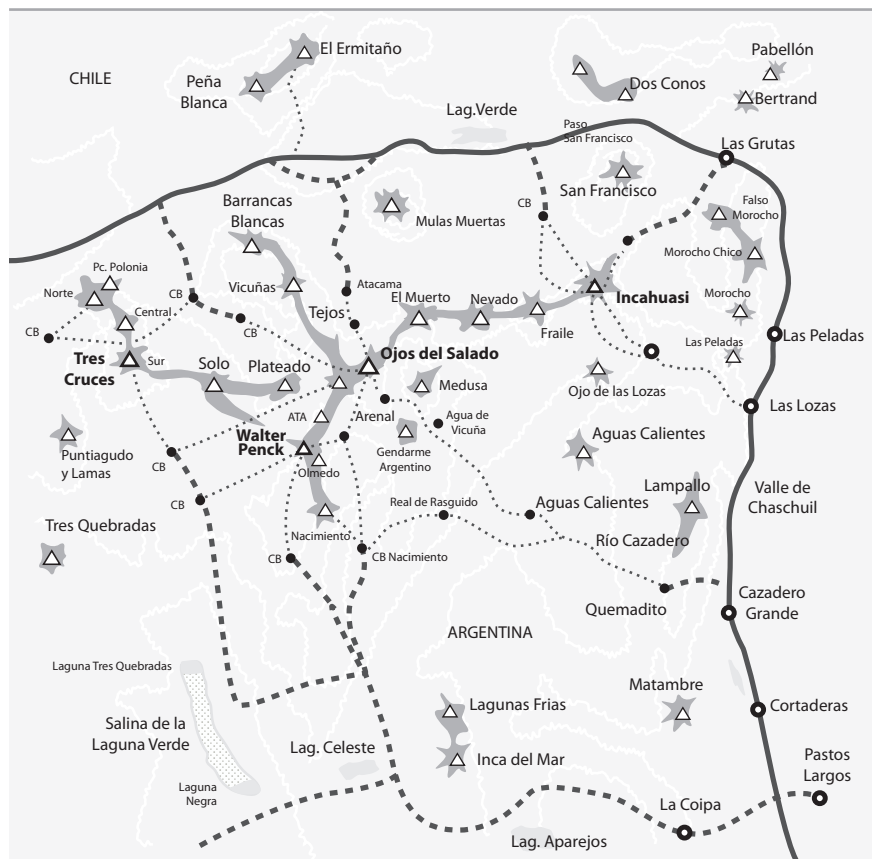 El Ermitaño
Pabellón
CHILE
Peña
Blanca
Dos Conos
Bertrand
Lag.Verde
Paso
San Francisco
Las Grutas
San Francisco
CB
Barrancas
Blancas
Mulas Muertas
Falso
Morocho
Morocho Chico
Pc. Polonia
Norte
CB
Vicuñas
Atacama
El Muerto
Nevado
Incahuasi
Morocho
Central
Tejos
CB
CB
Fraile
Las Peladas
Las Peladas
Tres
Cruces
Sur
Solo
Plateado
Ojos del Salado
Medusa
Ojo de las Lozas
Las Lozas
ATA
Arenal
Agua de
Vicuña
Aguas Calientes
Walter
Penck
Gendarme
Argentino
Puntiagudo
y Lamas
CB
Olmedo
Lampallo
Valle de
Chaschuil
CB
Real de Rasguido
Aguas Calientes
Tres Quebradas
Nacimiento
Río Cazadero
CB
CB Nacimiento
Cazadero
Grande
Quemadito
ARGENTINA
Laguna Tres Quebradas
Matambre
Lagunas Frias
Cortaderas
Salina de la
Laguna Verde
Lag. Celeste
Inca del Mar
Pastos
Largos
Laguna
Negra
La Coipa
Lag. Aparejos